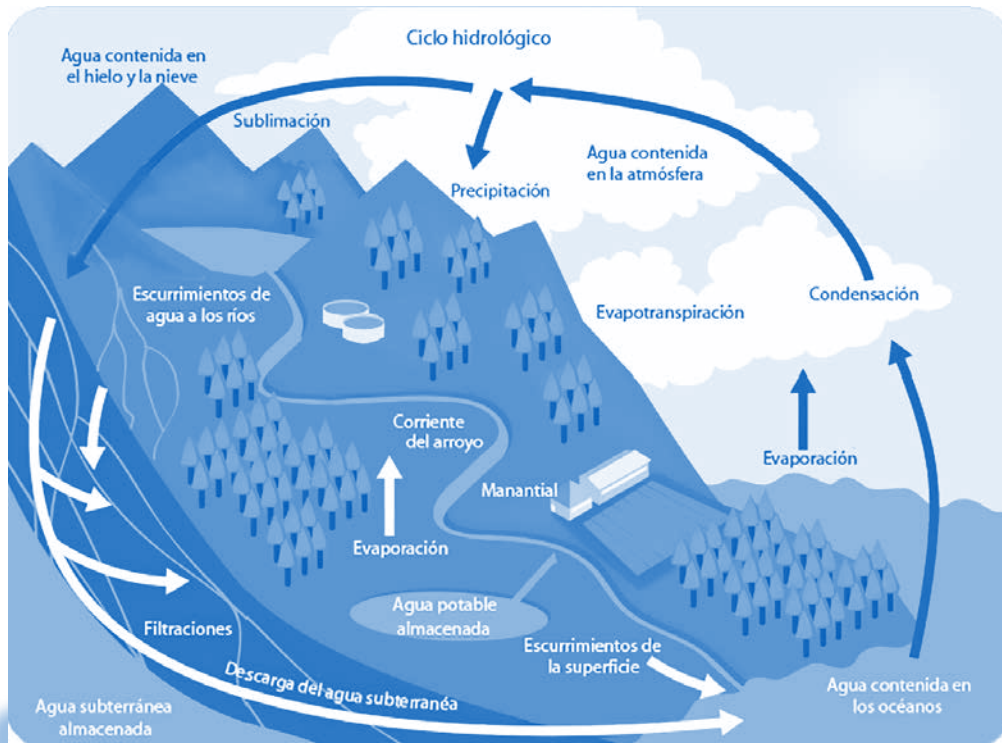 Ciclo hidrológico
Agua contenida en
el hielo y la nieve
Sublimación
Agua contenida
en la atmósfera
Precipitación
Escurrimientos de
agua a los ríos
Evapotranspiración
Condensación
Corriente
del arroyo
Evaporación
Manantial
Evaporación
Agua potable
almacenada
Filtraciones
Escurrimientos de
la superficie
Descarga del agua subterranéa
Agua contenida en
los océanos
Agua subterránea
almacenada